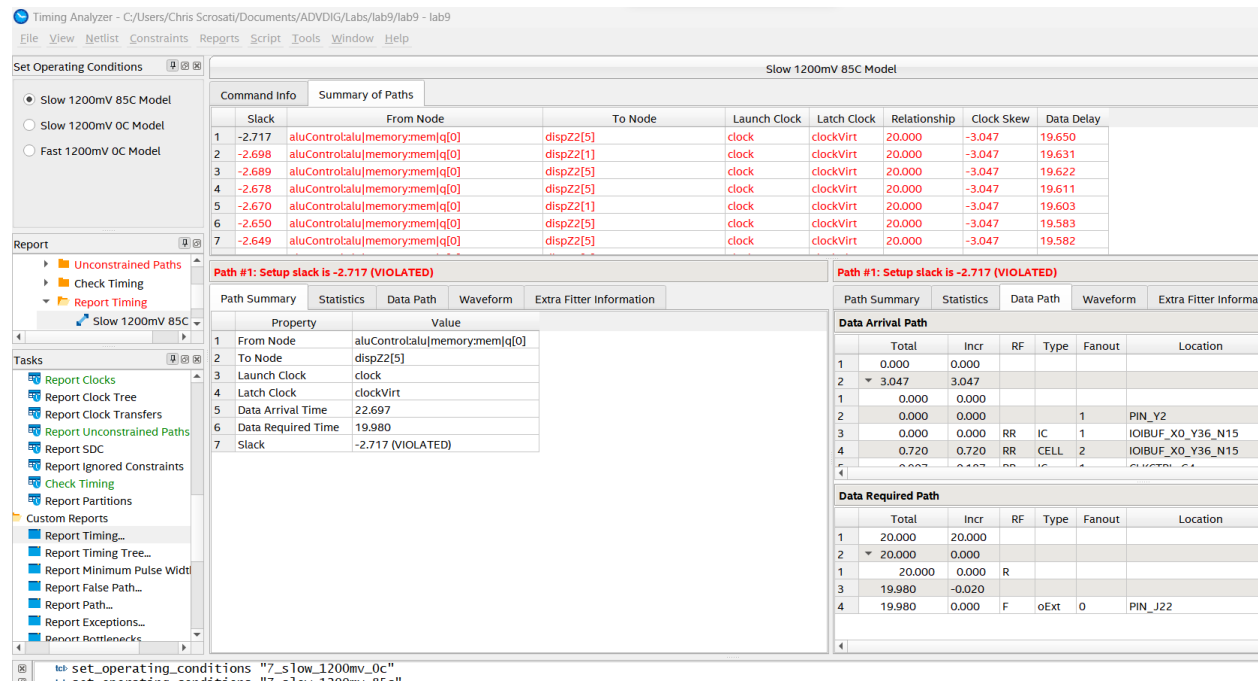 Timing Analyzer - C:/Users/Chris Scrosati/Documents/ADVDIG/Labs/lab9/lab9 - lab9
File View Netlist Constraints Reports Script Tools Window Help
Set Operating Conditions
Slow 1200mV 85C Model
Slow 1200mV 0C Model
Fast 1200mV 0C Model
Report
Unconstrained Paths
Check Timing
Report Timing
Slow 1200mV 85C
Tasks
Report Clocks
Report Clock Tree
Report Clock Transfers
Report Unconstrained Paths
Report SDC
Report Ignored Constraints
Check Timing
Report Partitions
Custom Reports
Report Timing...
Report Timing Tree...
Report Minimum Pulse Widt
Report False Path...
Report Path...
Report Exceptions...
Report Bottlenecks
Slow 1200mV 85C Model
Command Info Summary of Paths
Slack From Node To Node Launch Clock Latch Clock Relationship Clock Skew Data Delay
1 -2.717 aluControl:alu|memory:mem|q[0] dispZ2[5] clock clockVirt 20.000 -3.047 19.650
2 -2.698 aluControl:alu|memory:mem|q[0] dispZ2[1] clock clockVirt 20.000 -3.047 19.631
3 -2.689 aluControl:alu|memory:mem|q[0] dispZ2[5] clock clockVirt 20.000 -3.047 19.622
4 -2.678 aluControl:alu|memory:mem|q[0] dispZ2[5] clock clockVirt 20.000 -3.047 19.611
5 -2.670 aluControl:alu|memory:mem|q[0] dispZ2[1] clock clockVirt 20.000 -3.047 19.603
6 -2.650 aluControl:alu|memory:mem|q[0] dispZ2[5] clock clockVirt 20.000 -3.047 19.583
7 -2.649 aluControl:alu|memory:mem|q[0] dispZ2[5] clock clockVirt 20.000 -3.047 19.582
Path #1: Setup slack is -2.717 (VIOLATED)
Path Summary Statistics Data Path Waveform Extra Fitter Information
Property Value
1 From Node aluControl:alu|memory:mem|q[0]
2 To Node dispZ2[5]
3 Launch Clock clock
4 Latch Clock clockVirt
5 Data Arrival Time 22.697
6 Data Required Time 19.980
7 Slack -2.717 (VIOLATED)
Path #1: Setup slack is -2.717 (VIOLATED)
Path Summary Statistics Data Path Waveform Extra Fitter Informa
Data Arrival Path
Total Incr RF Type Fanout Location
1 0.000 0.000
2 3.047 3.047
1 0.000 0.000
2 0.000 0.000 1 PIN_Y2
3 0.000 0.000 RR IC 1 IOIBUF_X0_Y36_N15
4 0.720 0.720 RR CELL 2 IOIBUF_X0_Y36_N15
Data Required Path
Total Incr RF Type Fanout Location
1 20.000 20.000
2 20.000 0.000
1 20.000 0.000 R
3 19.980 -0.020
4 19.980 0.000 F oExt 0 PIN_J22
tcl> set_operating_conditions "7_slow_1200mv_0c"